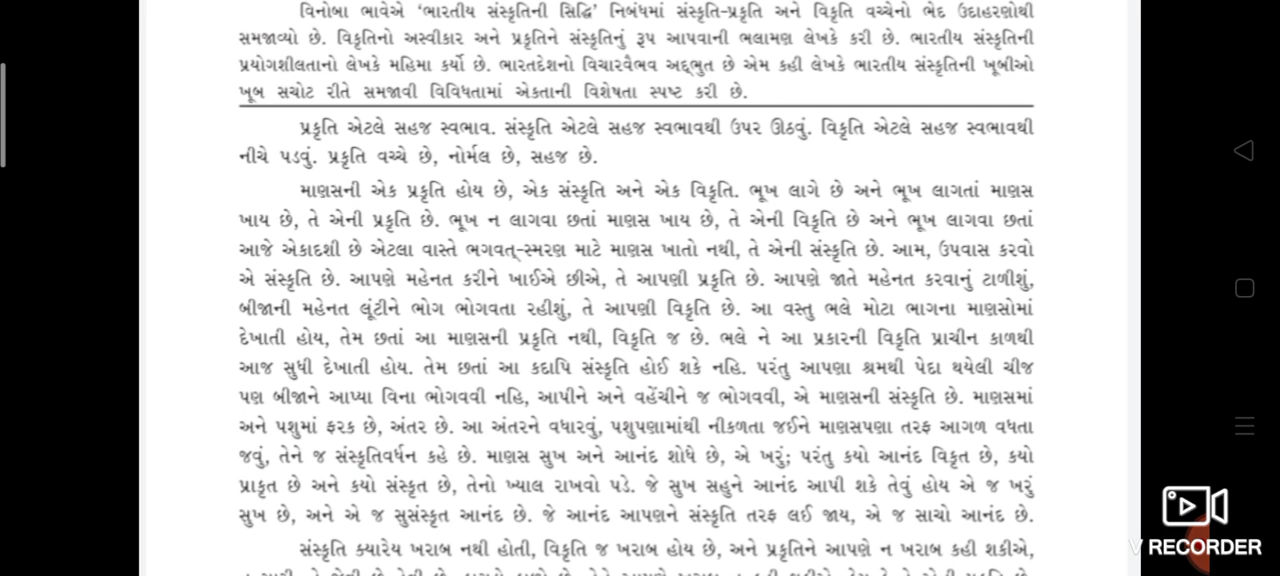 વિનોબા ભાવેએ ‘ભારતીય સંસ્કૃતિની સિદ્ધિ’ નિબંધમાં સંસ્કૃતિ-પ્રકૃતિ અને વિકૃતિ વચ્ચેનો ભેદ ઉદાહરણોથી
સમજાવ્યો છે. વિકૃતિનો અસ્વીકાર અને પ્રકૃતિને સંસ્કૃતિનું રૂપ આપવાની ભલામણ લેખકે કરી છે. ભારતીય સંસ્કૃતિની
પ્રયોગશીલતાનો લેખકે મહિમા કર્યો છે. ભારતદેશનો વિચારવૈભવ અદ્ભુત છે એમ કહી લેખકે ભારતીય સંસ્કૃતિની ખૂબીઓ
ખૂબ સચોટ રીતે સમજાવી વિવિધતામાં એકતાની વિશેષતા સ્પષ્ટ કરી છે.
પ્રકૃતિ એટલે સહજ સ્વભાવ. સંસ્કૃતિ એટલે સહજ સ્વભાવથી ઉપર ઊઠવું. વિકૃતિ એટલે સહજ સ્વભાવથી
નીચે પડવું. પ્રકૃતિ વચ્ચે છે, નોર્મલ છે, સહજ છે.
માણસની એક પ્રકૃતિ હોય છે, એક સંસ્કૃતિ અને એક વિકૃતિ. ભૂખ લાગે છે અને ભૂખ લાગતાં માણસ
ખાય છે, તે એની પ્રકૃતિ છે. ભૂખ ન લાગવા છતાં માણસ ખાય છે, તે એની વિકૃતિ છે અને ભૂખ લાગવા છતાં
આજે એકાદશી છે એટલા વાસ્તે ભગવત્-સ્મરણ માટે માણસ ખાતો નથી, તે એની સંસ્કૃતિ છે. આમ, ઉપવાસ કરવો
એ સંસ્કૃતિ છે. આપણે મહેનત કરીને ખાઈએ છીએ, તે આપણી પ્રકૃતિ છે. આપણે જાતે મહેનત કરવાનું ટાળીશું,
બીજાની મહેનત લૂંટીને ભોગ ભોગવતા રહીશું, તે આપણી વિકૃતિ છે. આ વસ્તુ ભલે મોટા ભાગના માણસોમાં
દેખાતી હોય, તેમ છતાં આ માણસની પ્રકૃતિ નથી, વિકૃતિ જ છે. ભલે ને આ પ્રકારની વિકૃતિ પ્રાચીન કાળથી
આજ સુધી દેખાતી હોય. તેમ છતાં આ કદાપિ સંસ્કૃતિ હોઈ શકે નહિ. પરંતુ આપણા શ્રમથી પેદા થયેલી ચીજ
પણ બીજાને આપ્યા વિના ભોગવવી નહિ, આપીને અને વહેંચીને જ ભોગવવી, એ માણસની સંસ્કૃતિ છે. માણસમાં
અને પશુમાં ફરક છે, અંતર છે. આ અંતરને વધારવું, પશુપણામાંથી નીકળતા જઈને માણસપણા તરફ આગળ વધતા
જવું, તેને જ સંસ્કૃતિવર્ધન કહે છે. માણસ સુખ અને આનંદ શોધે છે, એ ખરું; પરંતુ કયો આનંદ વિકૃત છે, કયો
પ્રાકૃત છે અને કયો સંસ્કૃત છે, તેનો ખ્યાલ રાખવો પડે. જે સુખ સહુને આનંદ આપી શકે તેવું હોય એ જ ખરું
સુખ છે, અને એ જ સુસંસ્કૃત આનંદ છે. જે આનંદ આપણને સંસ્કૃતિ તરફ લઈ જાય, એ જ સાચો આનંદ છે.
સંસ્કૃતિ ક્યારેય ખરાબ નથી હોતી, વિકૃતિ જ ખરાબ હોય છે, અને પ્રકૃતિને આપણે ન ખરાબ કહી શકીએ,
V RECORDER